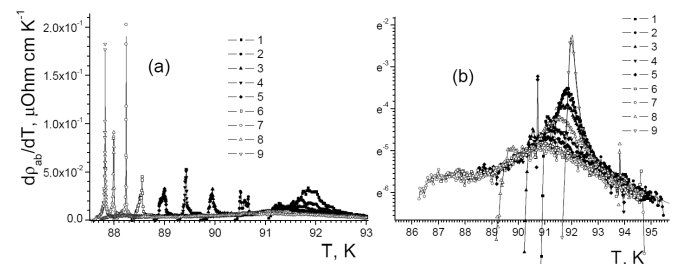 dρab/dT, μOhm cm K⁻¹
2.0x10⁻¹
1.5x10⁻¹
1.0x10⁻¹
5.0x10⁻²
0.0
(a)
1
2
3
4
5
6
7
8
9
88 89 90 91 92 93
T, K
e⁻²
e⁻³
e⁻⁴
e⁻⁵
e⁻⁶
(b)
1
2
3
4
5
6
7
8
9
86 87 88 89 90 91 92 93 94 95
T, K